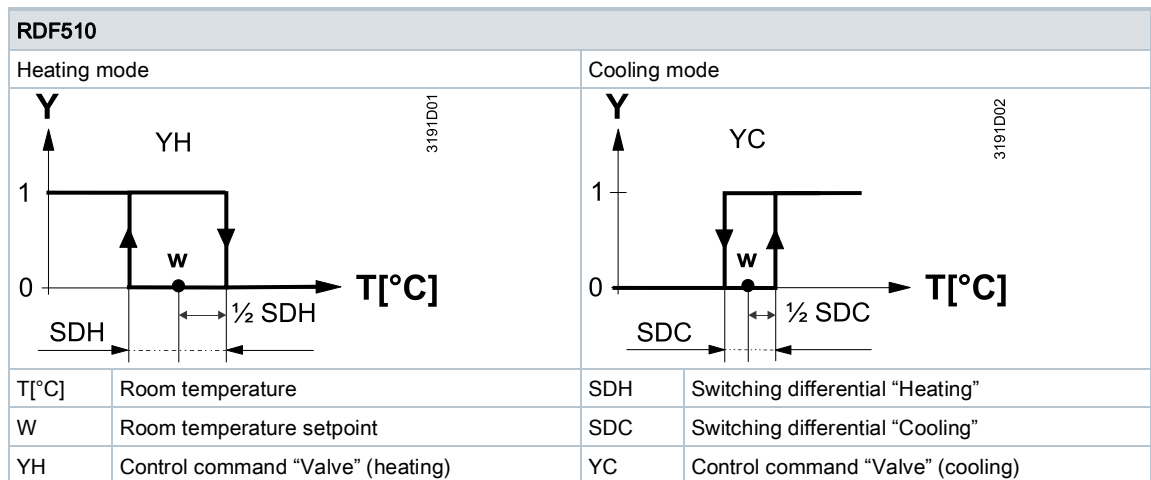 RDF510
Heating mode
Cooling mode
Y
YH
3191D01
1
w
0
T[°C]
½ SDH
SDH
Y
YC
3191D02
1
w
0
T[°C]
½ SDC
SDC
T[°C] Room temperature
SDH Switching differential “Heating”
W Room temperature setpoint
SDC Switching differential “Cooling”
YH Control command “Valve” (heating)
YC Control command “Valve” (cooling)